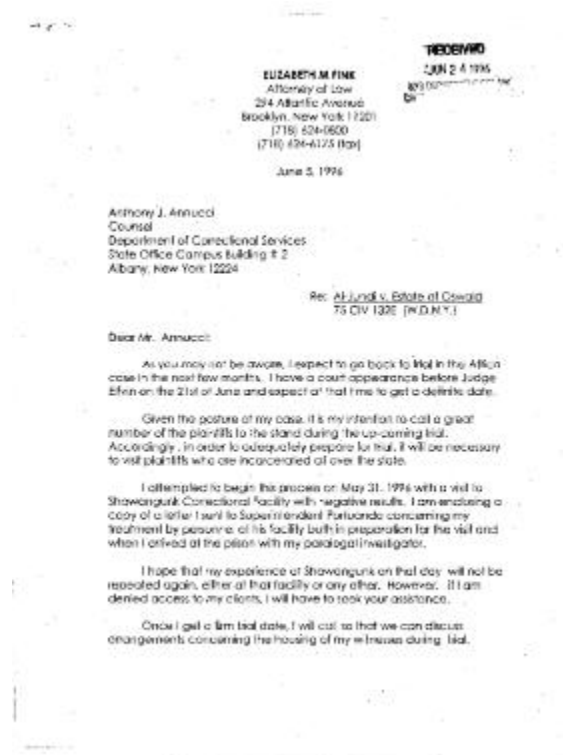 RECEIVED
JUN 24 1996
ELIZABETH M. FINK
Attorney at Law
254 Atlantic Avenue
Brooklyn, New York 11201
(718) 624-0800
(718) 624-6175 (fax)
June 5, 1996
Anthony J. Annucci
Counsel
Department of Correctional Services
State Office Campus Building # 2
Albany, New York 12224
Re: Al-Jundi v. Estate of Oswald
75 CIV 132E (W.D.N.Y.)
Dear Mr. Annucci:
As you may not be aware, I expect to go back to trial in the Attica
case in the next few months. I have a court appearance before Judge
Elfvin on the 21st of June and expect at that time to get a definite date.
Given the posture of my case, it is my intention to call a great
number of the plaintiffs to the stand during the up-coming trial.
Accordingly, in order to adequately prepare for trial, it will be necessary
to visit plaintiffs who are incarcerated all over the state.
I attempted to begin this process on May 31, 1996 with a visit to
Shawangunk Correctional Facility with negative results. I am enclosing a
copy of a letter I sent to Superintendent Portuondo concerning my
treatment by personnel of his facility both in preparation for the visit and
when I arrived at the prison with my paralegal investigator.
I hope that my experience at Shawangunk on that day will not be
repeated again, either at that facility or any other. However, if I am
denied access to my clients, I will have to seek your assistance.
Once I get a firm trial date, I will call so that we can discuss
arrangements concerning the housing of my witnesses during trial.